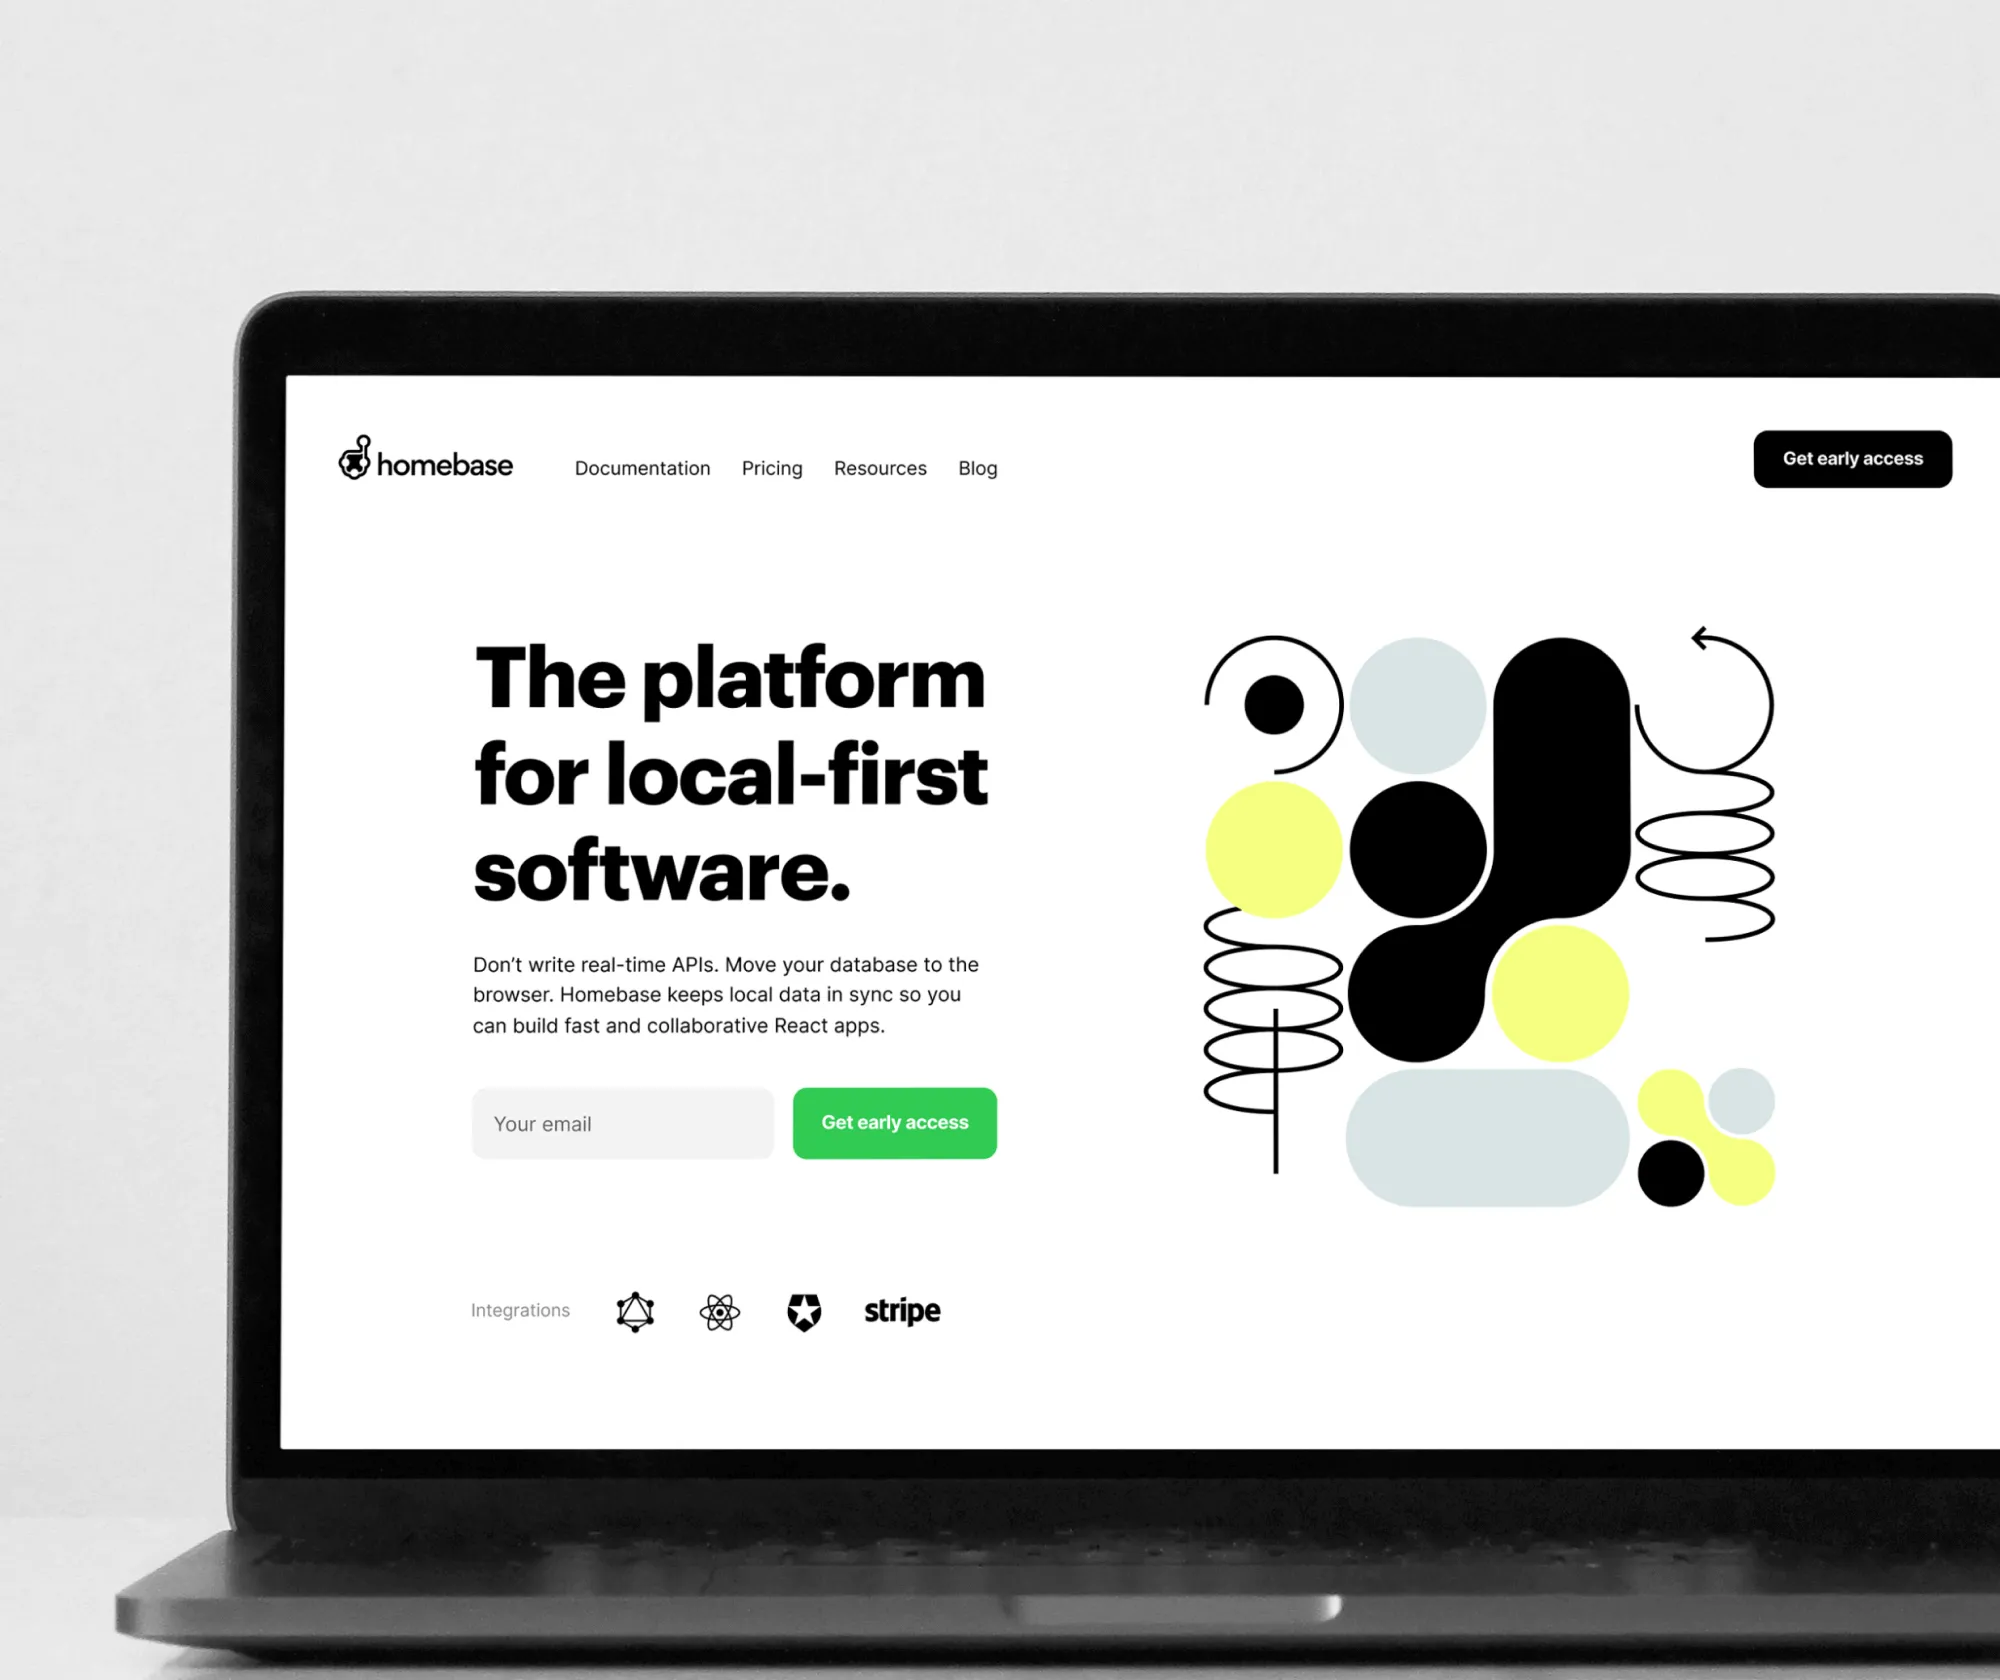 homebase
Documentation
Pricing
Resources
Blog
Get early access
The platform
for local-first
software.
Don’t write real-time APIs. Move your database to the
browser. Homebase keeps local data in sync so you
can build fast and collaborative React apps.
Your email
Get early access
Integrations
stripe